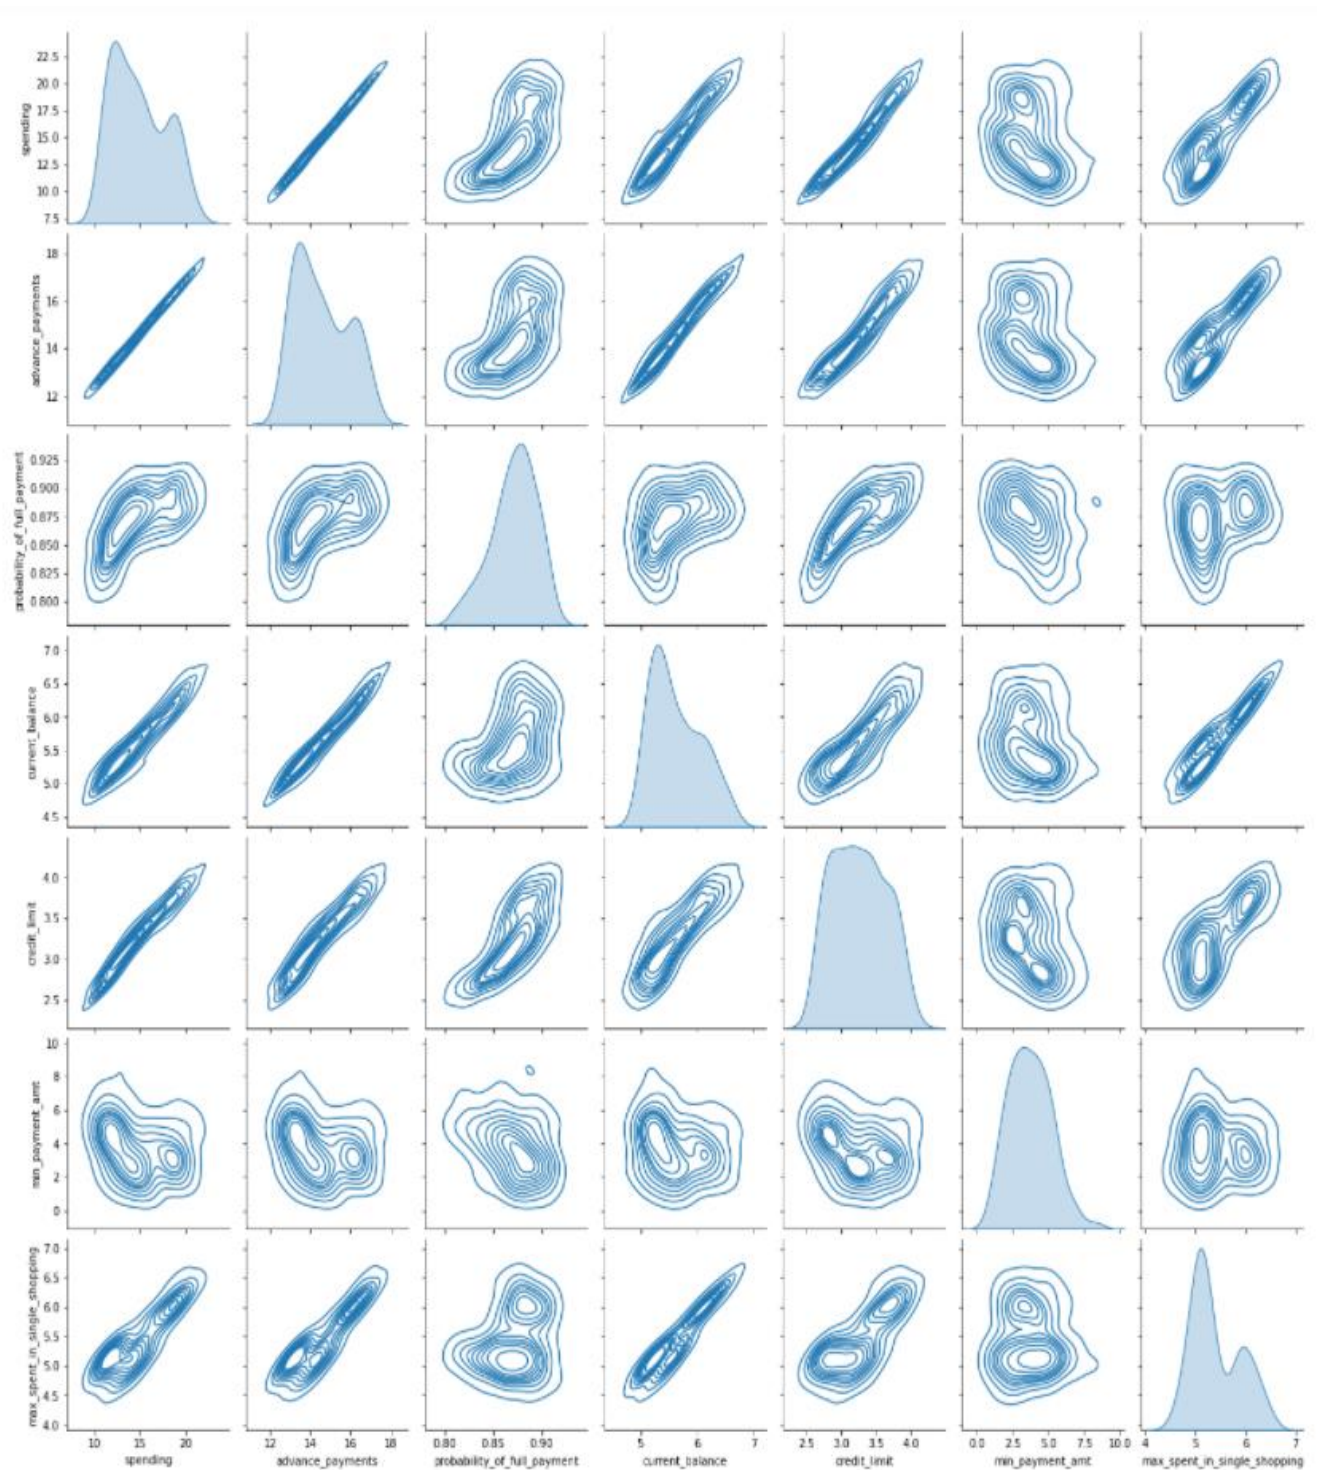 22.5
20.0
17.5
15.0
12.5
10.0
7.5
spending
18
16
14
12
advance_payments
0.925
0.900
0.875
0.850
0.825
0.800
probability_of_full_payment
7.0
6.5
6.0
5.5
5.0
4.5
current_balance
4.0
3.5
3.0
2.5
credit_limit
10
8
6
4
2
0
min_payment_amt
7.0
6.5
6.0
5.5
5.0
4.5
4.0
max_spent_in_single_shopping
10 15 20
spending
12 14 16 18
advance_payments
0.80 0.85 0.90
probability_of_full_payment
5 6 7
current_balance
2.5 3.0 3.5 4.0
credit_limit
0.0 2.5 5.0 7.5 10.0
min_payment_amt
4 5 6 7
max_spent_in_single_shopping